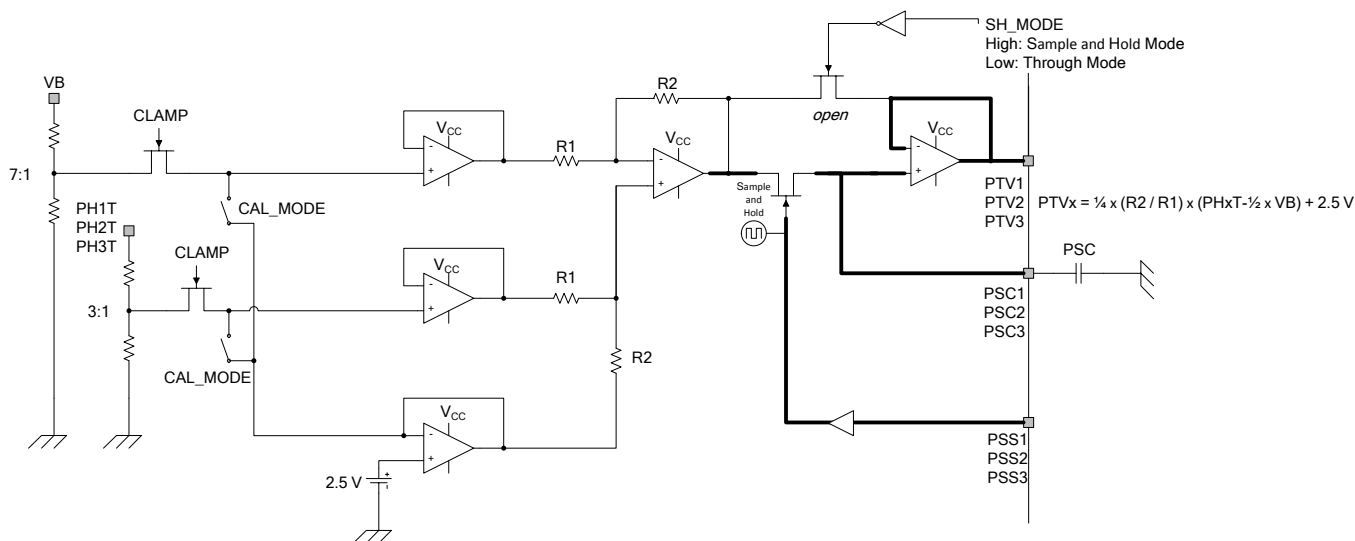 SH_MODE
High: Sample and Hold Mode
Low: Through Mode
VB
CLAMP
R2
open
VCC
VCC
VCC
R1
7:1
CAL_MODE
Sample
and
Hold
PTV1
PTV2
PTV3
PTVx = ¼ x (R2 / R1) x (PHxT-½ x VB) + 2.5 V
PH1T
PH2T
PH3T
CLAMP
VCC
R1
PSC
3:1
PSC1
PSC2
PSC3
R2
CAL_MODE
VCC
PSS1
PSS2
PSS3
2.5 V